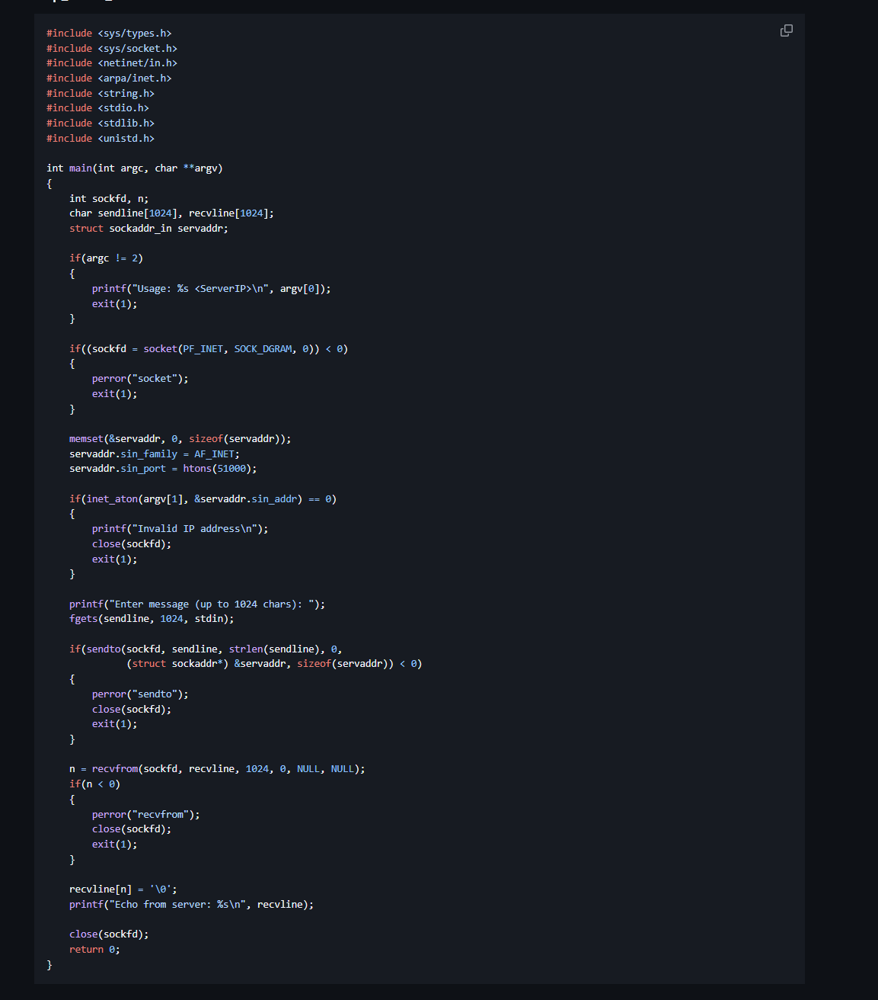 #include <sys/types.h>
#include <sys/socket.h>
#include <netinet/in.h>
#include <arpa/inet.h>
#include <string.h>
#include <stdio.h>
#include <stdlib.h>
#include <unistd.h>

int main(int argc, char **argv)
{
    int sockfd, n;
    char sendline[1024], recvline[1024];
    struct sockaddr_in servaddr;

    if(argc != 2)
    {
        printf("Usage: %s <ServerIP>\n", argv[0]);
        exit(1);
    }

    if((sockfd = socket(PF_INET, SOCK_DGRAM, 0)) < 0)
    {
        perror("socket");
        exit(1);
    }

    memset(&servaddr, 0, sizeof(servaddr));
    servaddr.sin_family = AF_INET;
    servaddr.sin_port = htons(51000);

    if(inet_aton(argv[1], &servaddr.sin_addr) == 0)
    {
        printf("Invalid IP address\n");
        close(sockfd);
        exit(1);
    }

    printf("Enter message (up to 1024 chars): ");
    fgets(sendline, 1024, stdin);

    if(sendto(sockfd, sendline, strlen(sendline), 0,
              (struct sockaddr*) &servaddr, sizeof(servaddr)) < 0)
    {
        perror("sendto");
        close(sockfd);
        exit(1);
    }

    n = recvfrom(sockfd, recvline, 1024, 0, NULL, NULL);
    if(n < 0)
    {
        perror("recvfrom");
        close(sockfd);
        exit(1);
    }

    recvline[n] = '\0';
    printf("Echo from server: %s\n", recvline);

    close(sockfd);
    return 0;
}